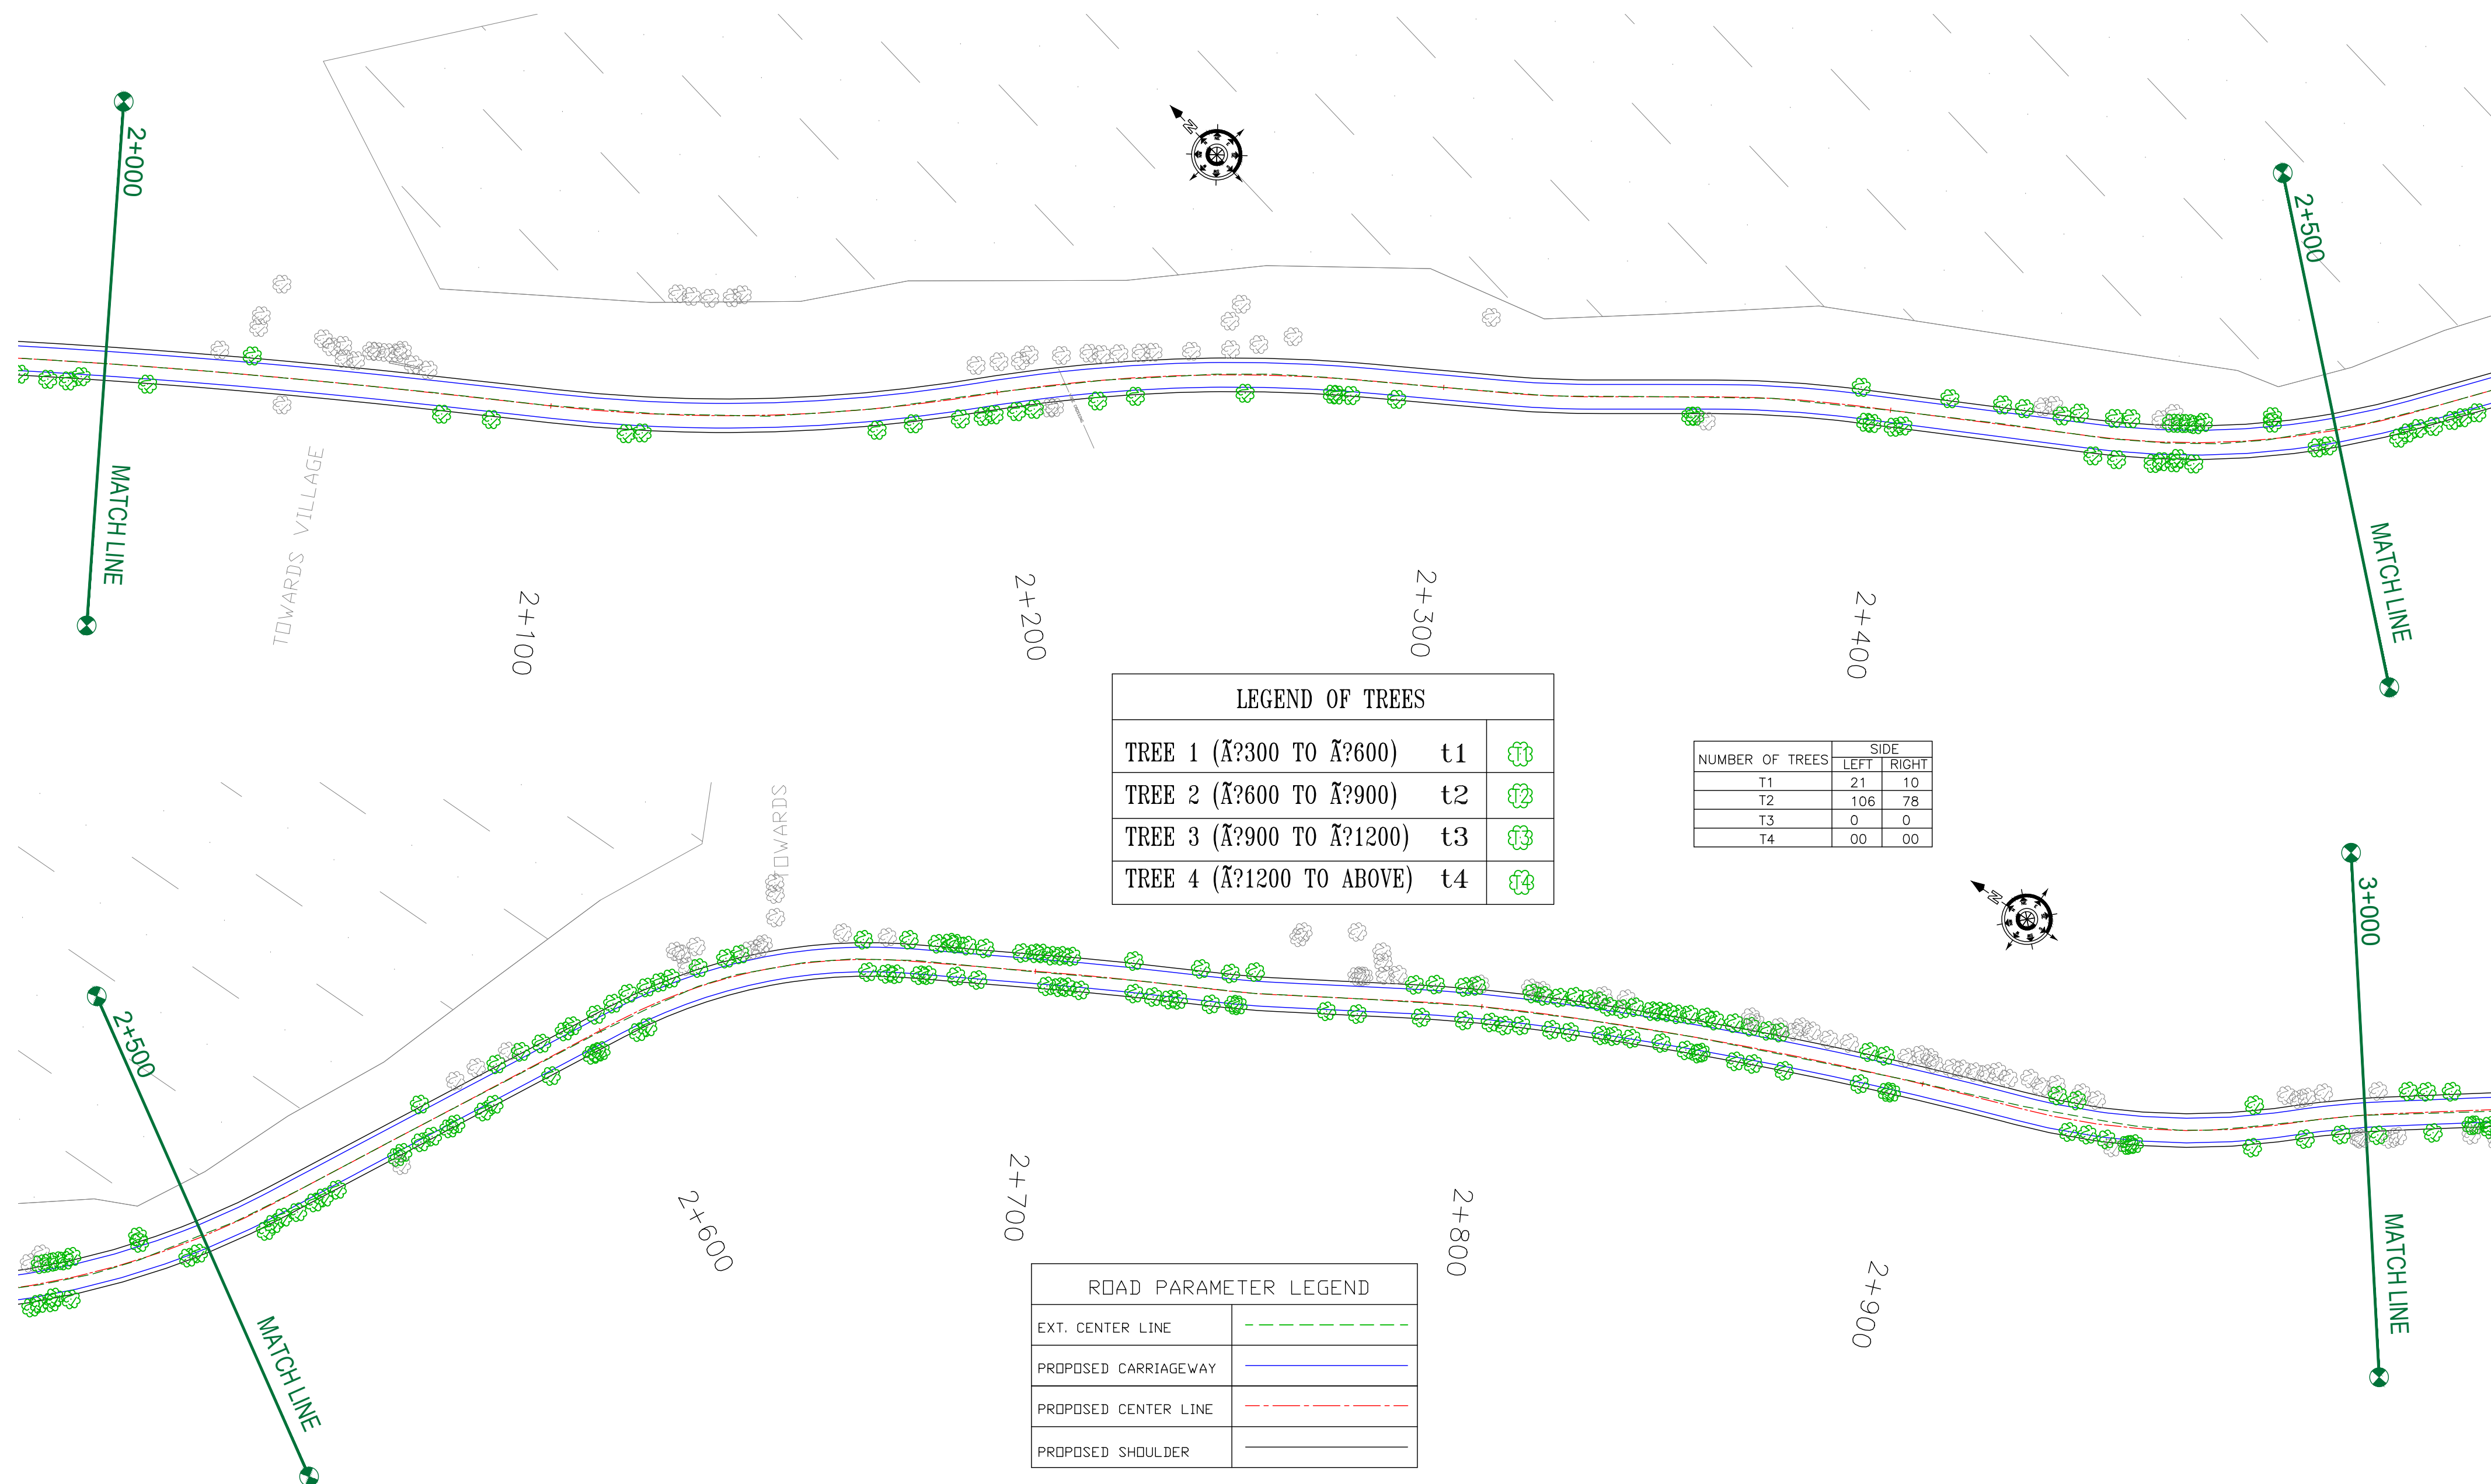 2+000
MATCH LINE
TOWARDS VILLAGE
N
2+500
MATCH LINE
2+100
2+200
2+300
2+400
LEGEND OF TREES
TREE 1 (Ã?300 TO Ã?600) t1 T1
TREE 2 (Ã?600 TO Ã?900) t2 T2
TREE 3 (Ã?900 TO Ã?1200) t3 T3
TREE 4 (Ã?1200 TO ABOVE) t4 T4
NUMBER OF TREES SIDE
LEFT RIGHT
T1 21 10
T2 106 78
T3 0 0
T4 00 00
TOWARDS
N
2+500
MATCH LINE
3+000
MATCH LINE
2+600
2+700
2+800
2+900
ROAD PARAMETER LEGEND
EXT. CENTER LINE
PROPOSED CARRIAGEWAY
PROPOSED CENTER LINE
PROPOSED SHOULDER